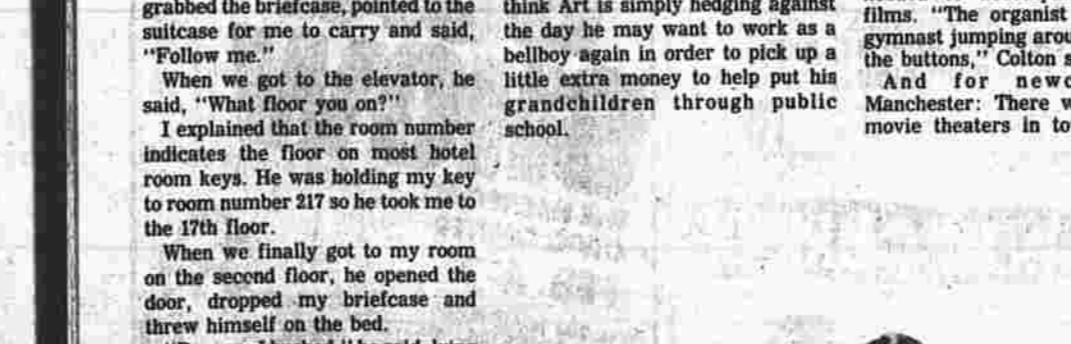 grabbed the briefcase, pointed to the
suitcase for me to carry and said,
"Follow me."
When we got to the elevator, he
said, "What floor you on?"
I explained that the room number
indicates the floor on most hotel
room keys. He was holding my key
to room number 217 so he took me to
the 17th floor.
When we finally got to my room
on the second floor, he opened the
door, dropped my briefcase and
threw himself on the bed.
think Art is simply hedging against
the day he may want to work as a
bellboy again in order to pick up a
little extra money to help put his
grandchildren through public
school.
films. "The organist
gymnast jumping arou
the buttons," Colton s
And for newc
Manchester: There w
movie theaters in to